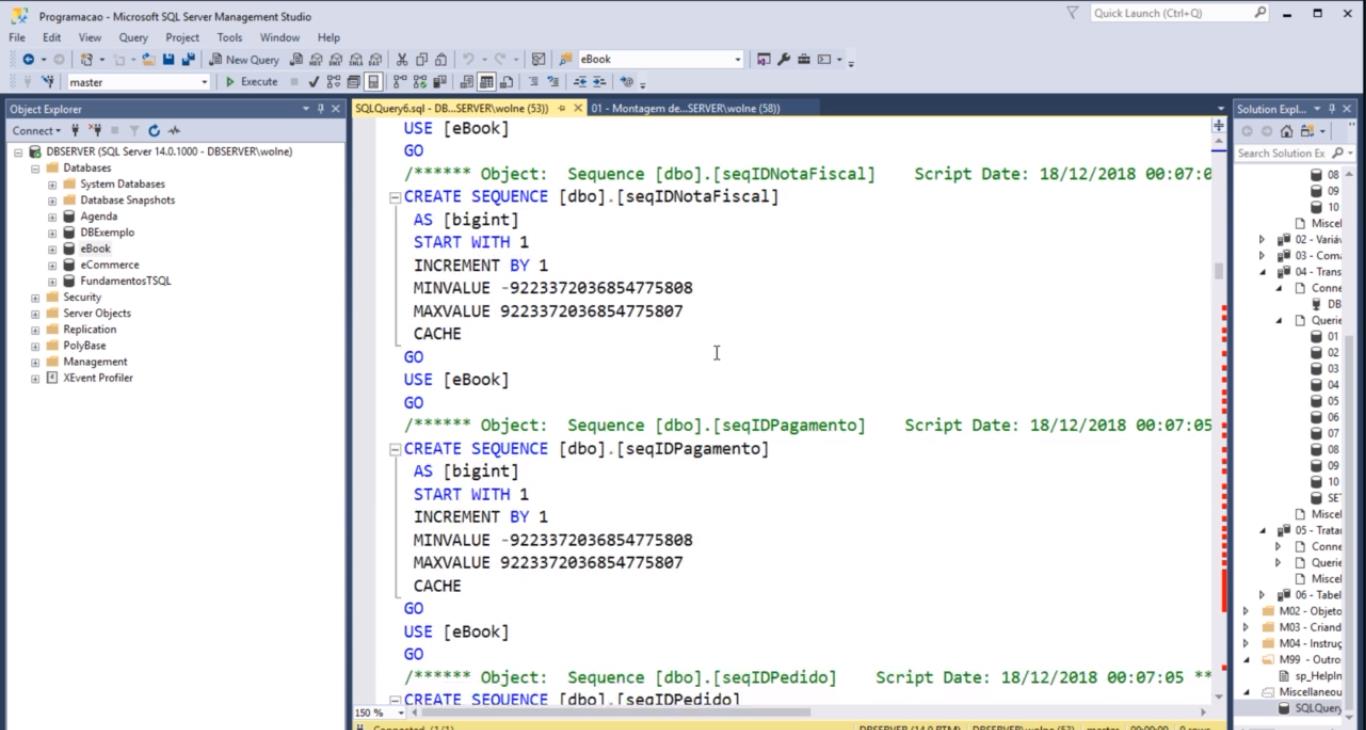 Programacao - Microsoft SQL Server Management Studio
Quick Launch (Ctrl+Q)
File Edit View Query Project Tools Window Help
New Query
eBook
master
Execute
Object Explorer
Connect
DBSERVER (SQL Server 14.0.1000 - DBSERVER\wolne)
Databases
System Databases
Database Snapshots
Agenda
DBExemplo
eBook
eCommerce
FundamentosTSQL
Security
Server Objects
Replication
PolyBase
Management
XEvent Profiler
SQLQuery6.sql - DB...SERVER\wolne (53))
01 - Montagem de...SERVER\wolne (58))
USE [eBook]
GO
/****** Object:  Sequence [dbo].[seqIDNotaFiscal]    Script Date: 18/12/2018 00:07:0
CREATE SEQUENCE [dbo].[seqIDNotaFiscal]
AS [bigint]
START WITH 1
INCREMENT BY 1
MINVALUE -9223372036854775808
MAXVALUE 9223372036854775807
CACHE
GO
USE [eBook]
GO
/****** Object:  Sequence [dbo].[seqIDPagamento]    Script Date: 18/12/2018 00:07:05
CREATE SEQUENCE [dbo].[seqIDPagamento]
AS [bigint]
START WITH 1
INCREMENT BY 1
MINVALUE -9223372036854775808
MAXVALUE 9223372036854775807
CACHE
GO
USE [eBook]
GO
/****** Object:  Sequence [dbo].[seqIDPedido]    Script Date: 18/12/2018 00:07:05 **
CREATE SEQUENCE [dbo].[seqIDPedido]
150 %
Connected. (1/1)
DBSERVER (14.0 RTM) DBSERVER\wolne (53) master 00:00:00 0 rows
Solution Expl...
Search Solution Ex
08
09
10
Miscel
02 - Variáv
03 - Coma
04 - Trans
Conne
DB
Querie
01
02
03
04
05
06
07
08
09
10
SE
Miscel
05 - Tratar
Conne
Querie
Miscel
06 - Tabel
M02 - Objeto
M03 - Criand
M04 - Instruç
M99 - Outro
sp_HelpIn
Miscellaneou
SQLQuery